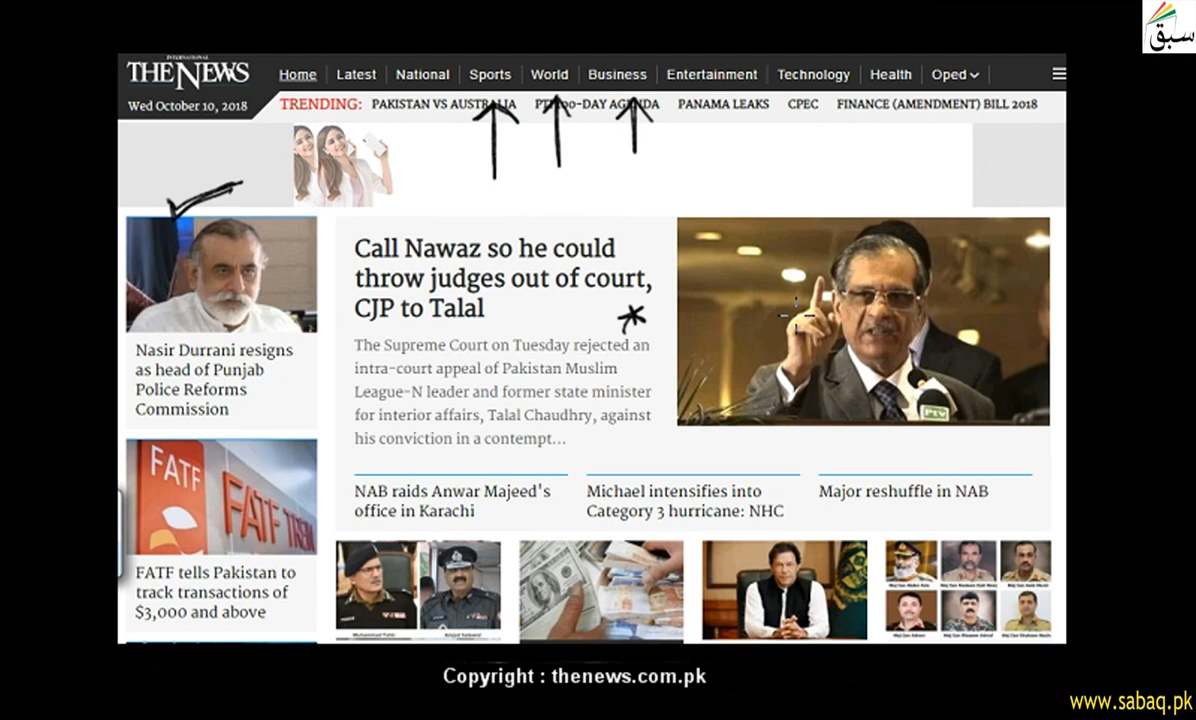 سبق
INTERNATIONAL
THE NEWS
Wed October 10, 2018
Home Latest National Sports World Business Entertainment Technology Health Oped
TRENDING: PAKISTAN VS AUSTRALIA PTI 100-DAY AGENDA PANAMA LEAKS CPEC FINANCE (AMENDMENT) BILL 2018
Nasir Durrani resigns
as head of Punjab
Police Reforms
Commission
FATF
FATF
FATF tells Pakistan to
track transactions of
$3,000 and above
Call Nawaz so he could
throw judges out of court,
CJP to Talal
The Supreme Court on Tuesday rejected an
intra-court appeal of Pakistan Muslim
League-N leader and former state minister
for interior affairs, Talal Chaudhry, against
his conviction in a contempt...
Ptv
NAB raids Anwar Majeed's
office in Karachi
Michael intensifies into
Category 3 hurricane: NHC
Major reshuffle in NAB
Copyright : thenews.com.pk
www.sabaq.pk